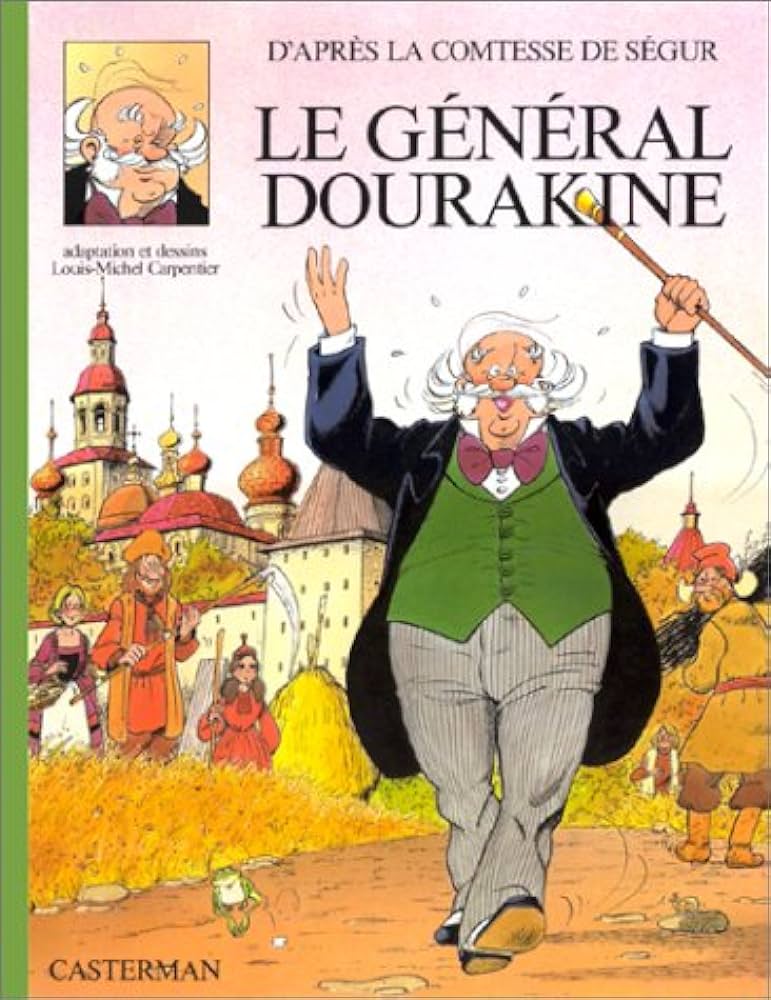 D'APRÈS LA COMTESSE DE SÉGUR
LE GÉNÉRAL
DOURAKINE
adaptation et dessins
Louis-Michel Carpentier
CASTERMAN